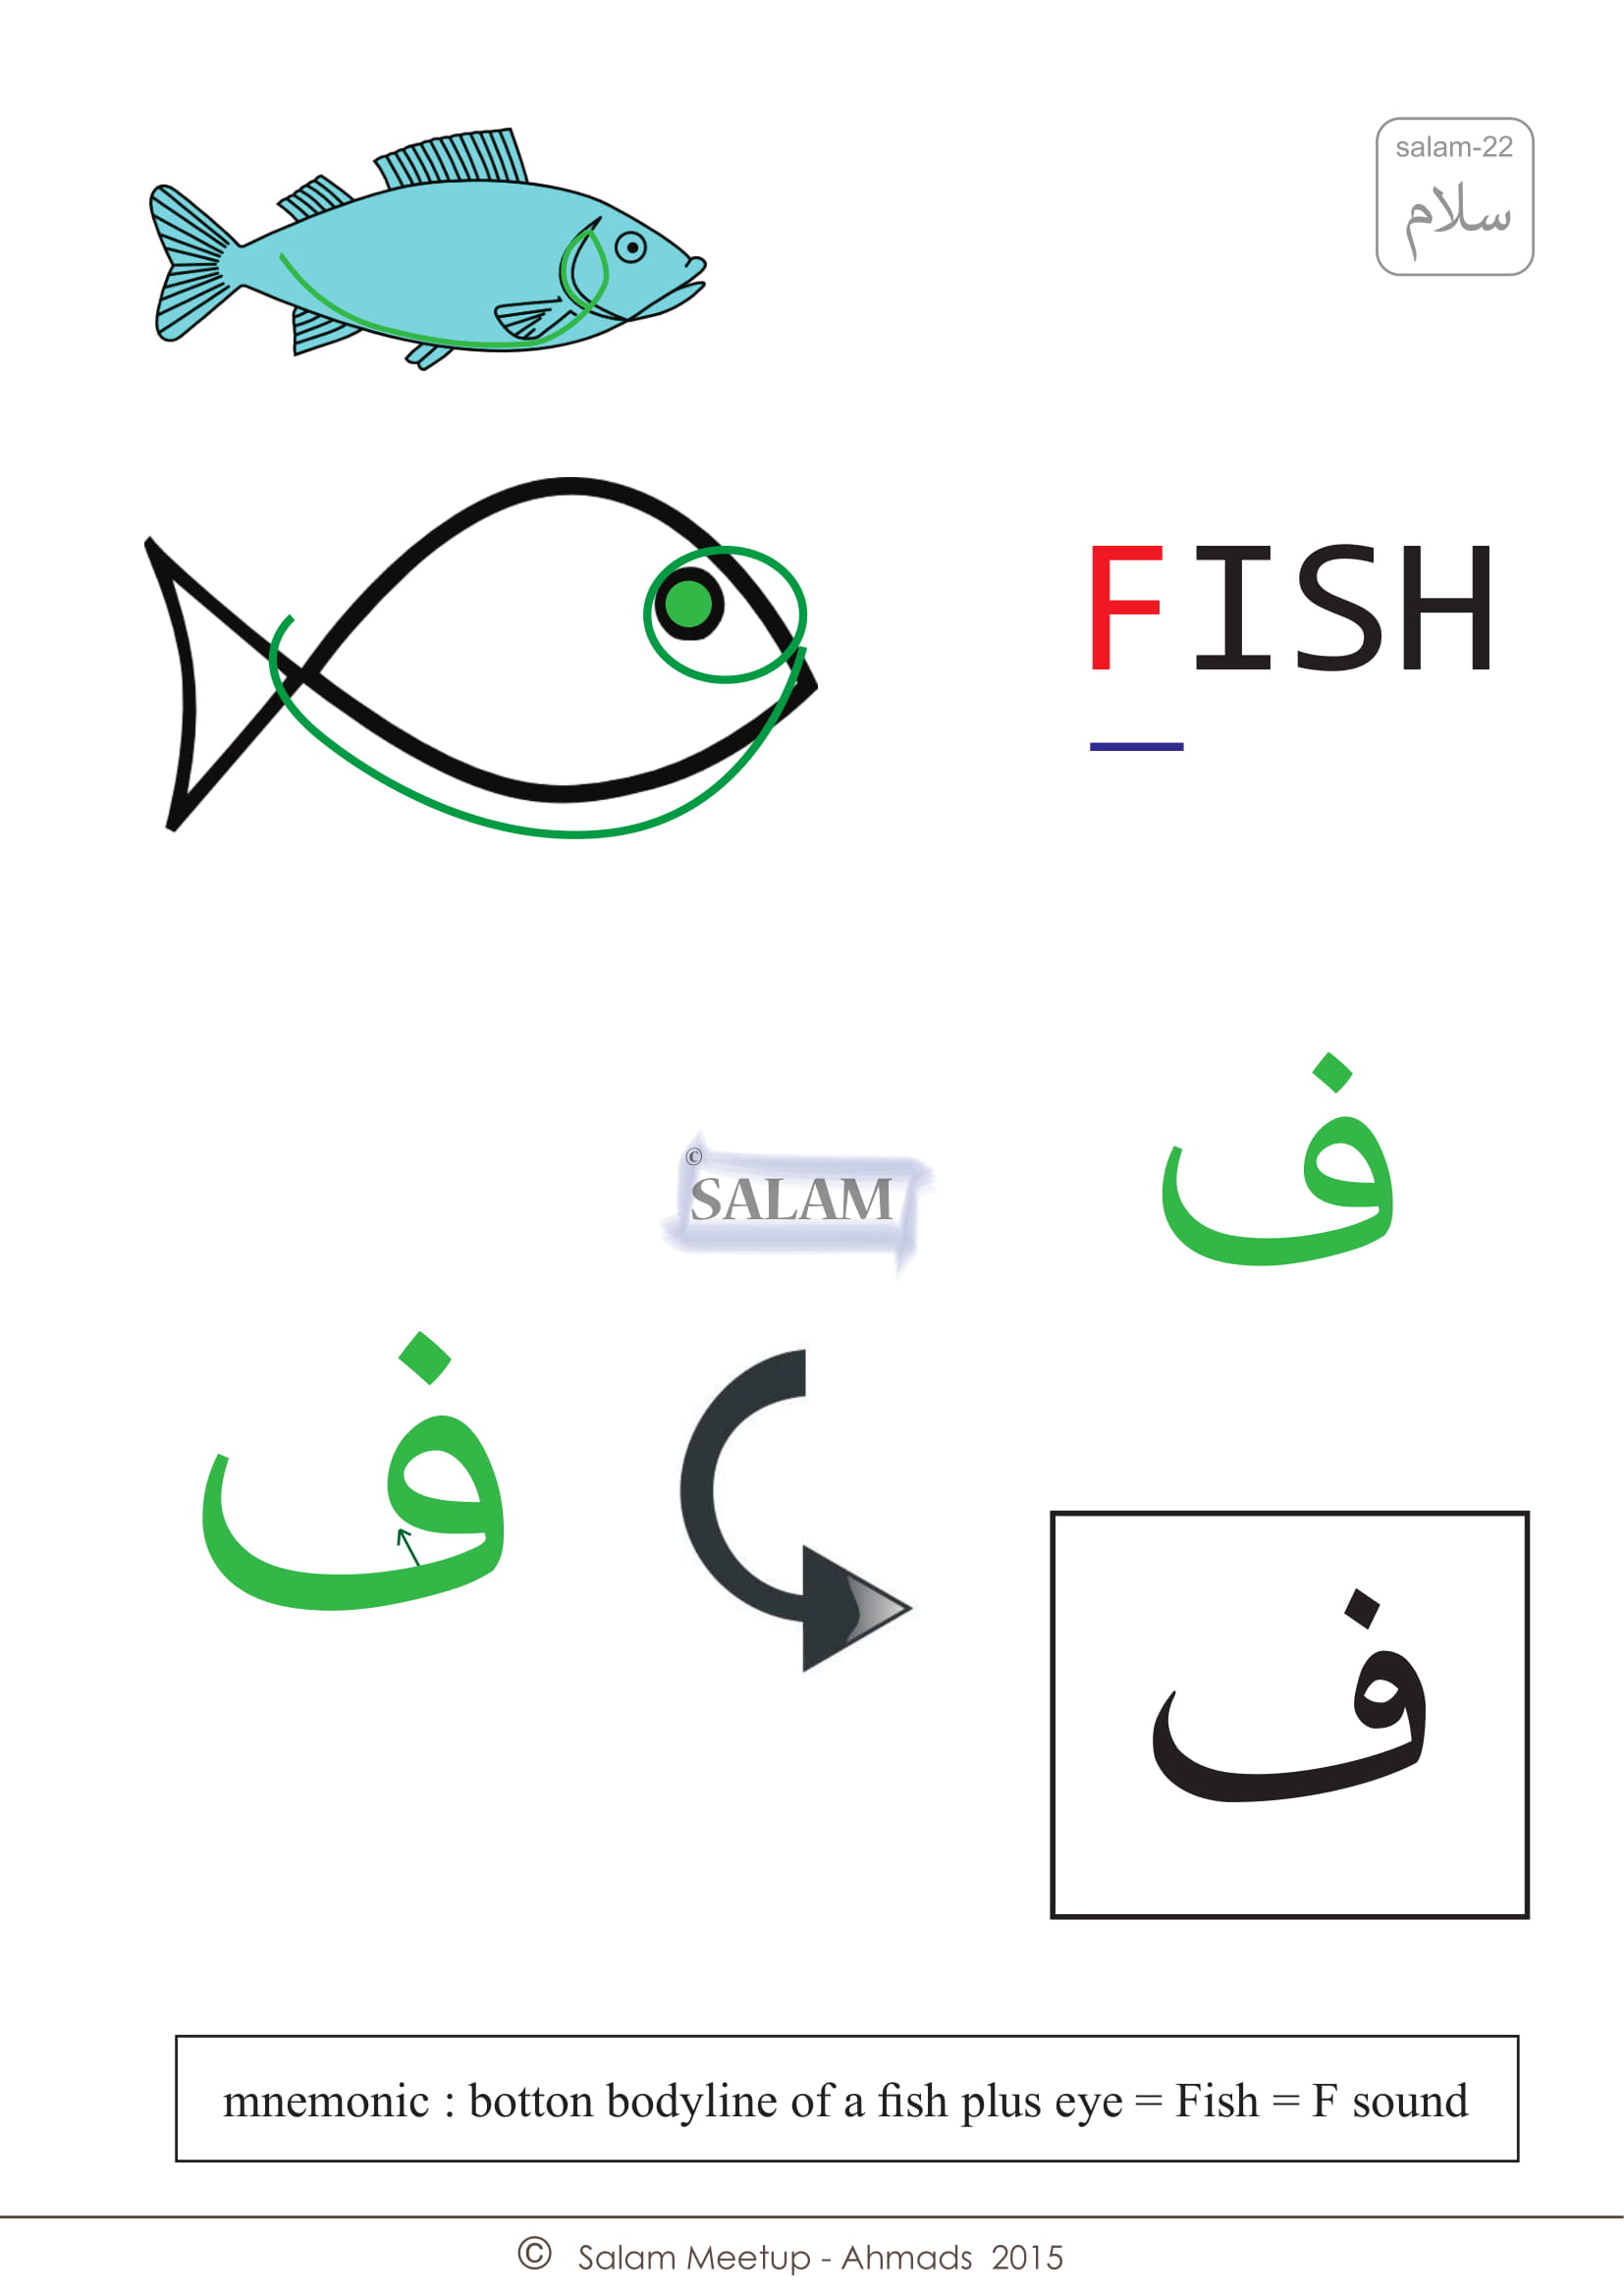 salam-22
سلام
FISH
ف
© SALAM
ف
ف
mnemonic : botton bodyline of a fish plus eye = Fish = F sound
© Salam Meetup - Ahmads 2015